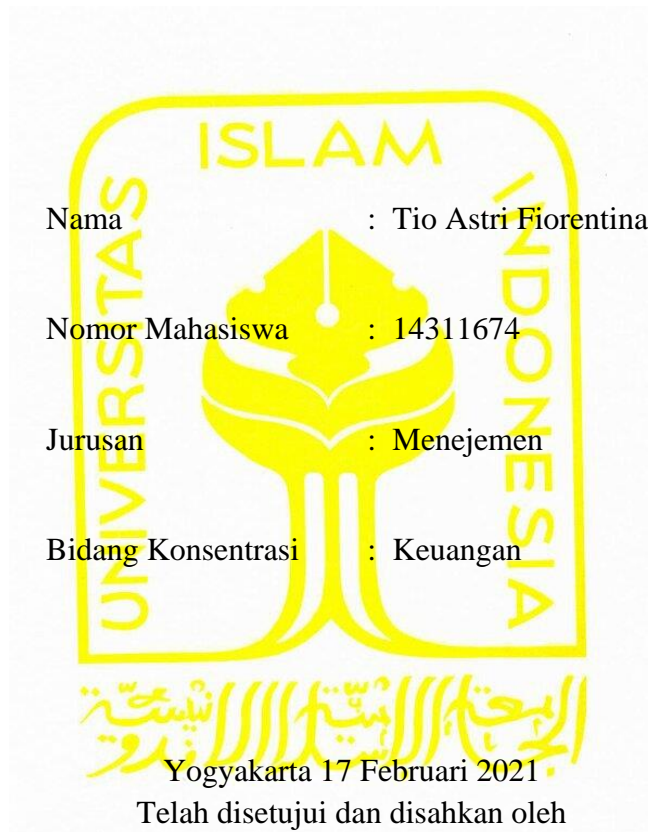 ISLAM
UNIVERSITAS
INDONESIA
Nama : Tio Astri Fiorentina
Nomor Mahasiswa : 14311674
Jurusan : Menejemen
Bidang Konsentrasi : Keuangan
Yogyakarta 17 Februari 2021
Telah disetujui dan disahkan oleh